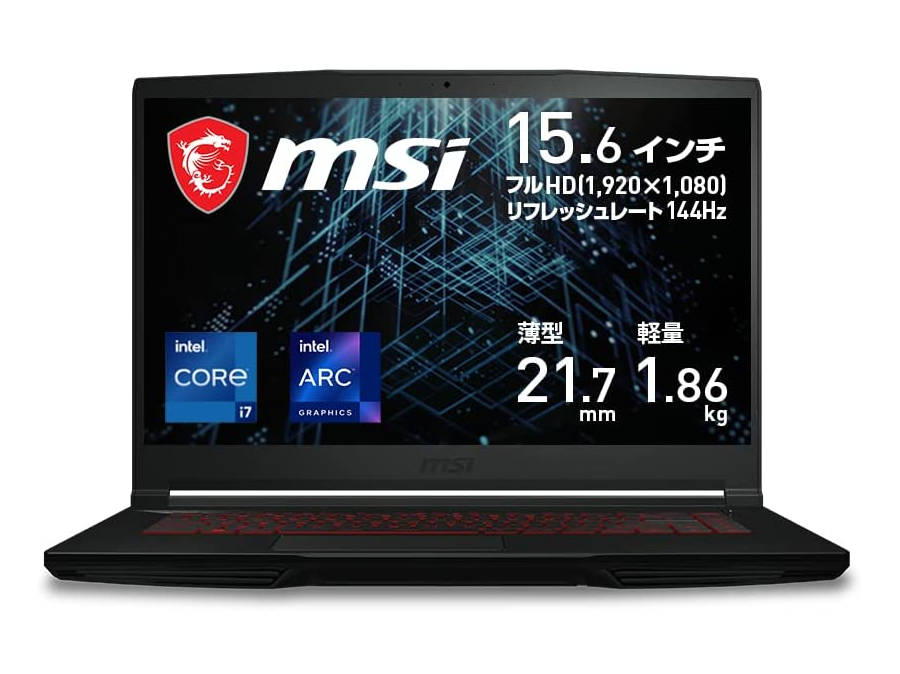 msi
15.6 インチ
フルHD(1,920×1,080)
リフレッシュレート 144Hz
intel
CORE
i7
intel
ARC
GRAPHICS
薄型
21.7
mm
軽量
1.86
kg
msi